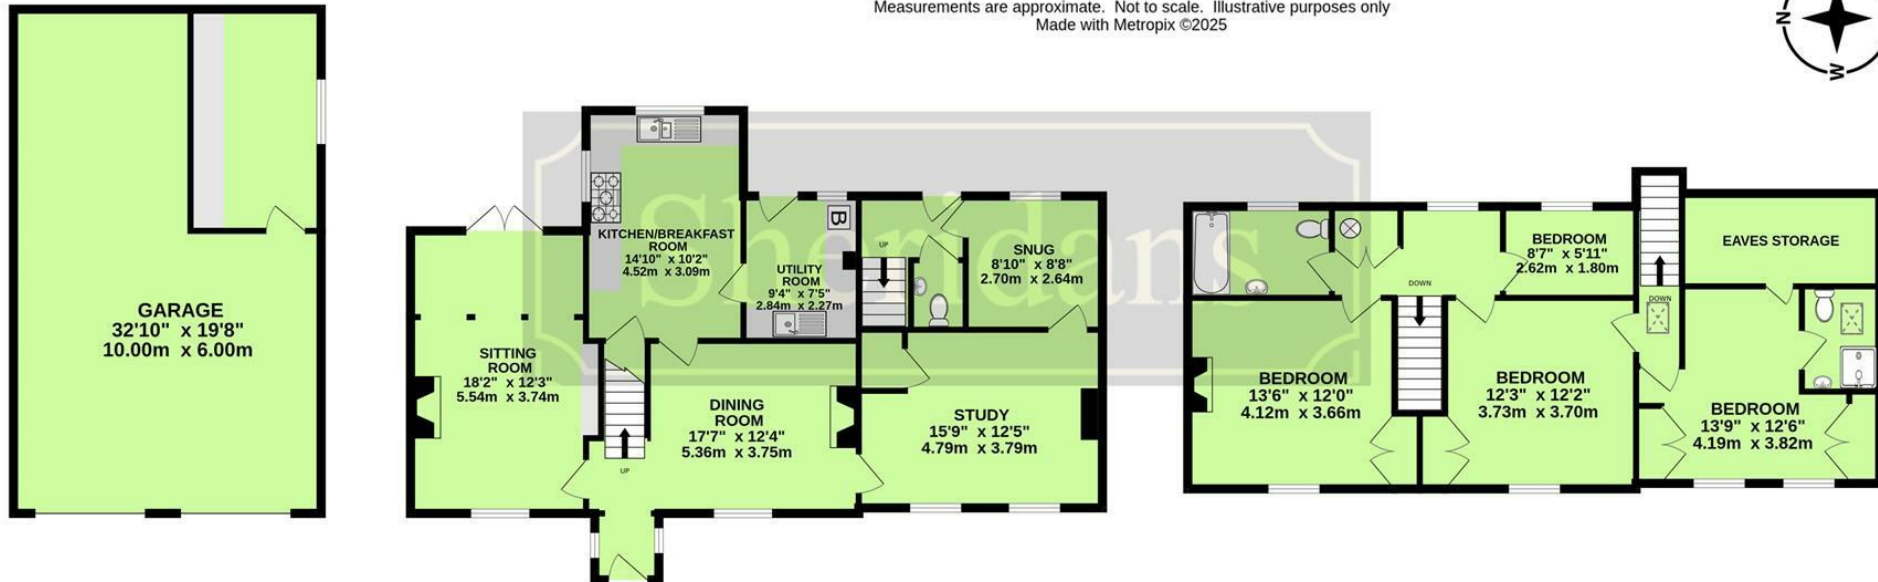 Measurements are approximate. Not to scale. Illustrative purposes only
Made with Metropix ©2025
N
W
GARAGE
32'10" x 19'8"
10.00m x 6.00m
KITCHEN/BREAKFAST
ROOM
14'10" x 10'2"
4.52m x 3.09m
UTILITY
ROOM
9'4" x 7'5"
2.84m x 2.27m
B
UP
SNUG
8'10" x 8'8"
2.70m x 2.64m
SITTING
ROOM
18'2" x 12'3"
5.54m x 3.74m
UP
DINING
ROOM
17'7" x 12'4"
5.36m x 3.75m
STUDY
15'9" x 12'5"
4.79m x 3.79m
Sheridans
BEDROOM
13'6" x 12'0"
4.12m x 3.66m
DOWN
BEDROOM
8'7" x 5'11"
2.62m x 1.80m
BEDROOM
12'3" x 12'2"
3.73m x 3.70m
DOWN
EAVES STORAGE
BEDROOM
13'9" x 12'6"
4.19m x 3.82m